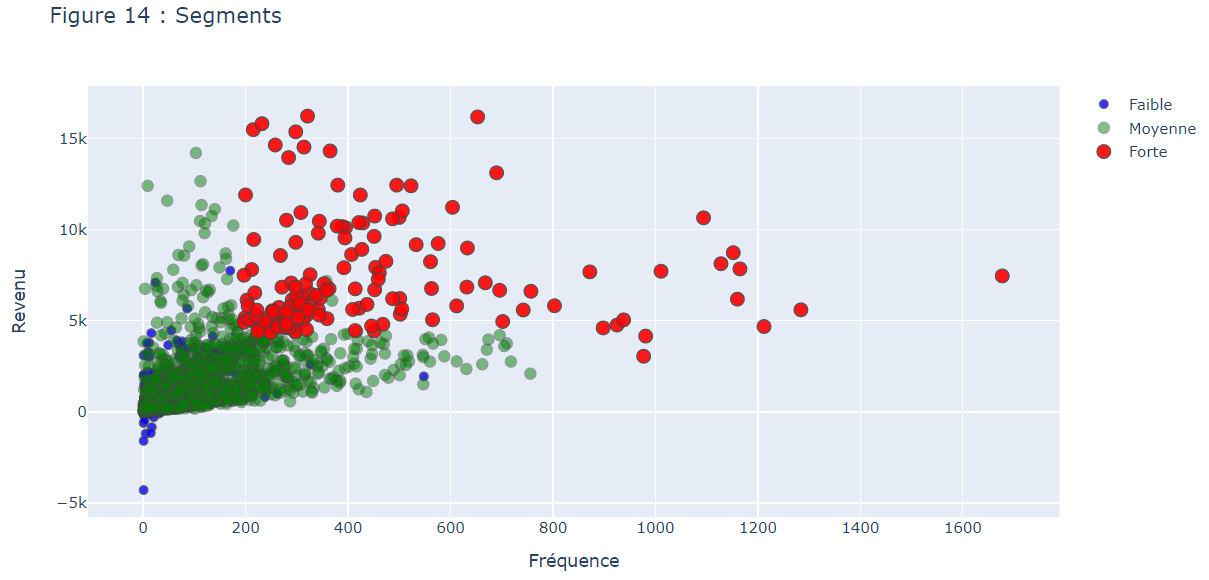 Figure 14 : Segments
Faible
Moyenne
Forte
Revenu
15k
10k
5k
0
−5k
0 200 400 600 800 1000 1200 1400 1600
Fréquence